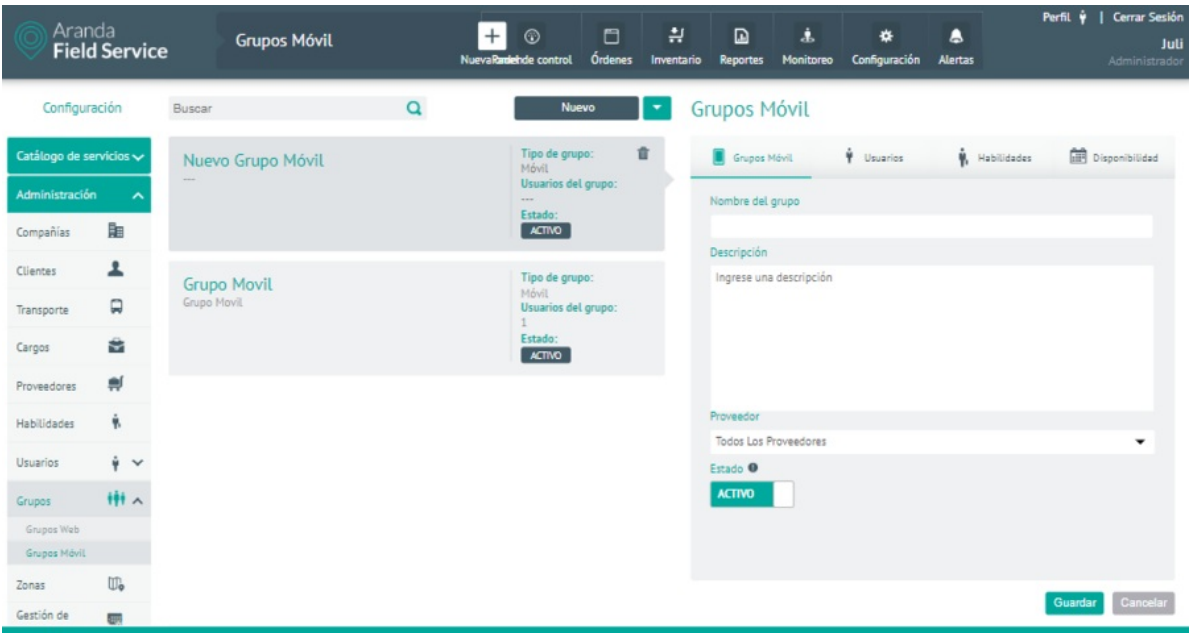 Aranda
Field Service
Grupos Móvil
Panel de control
Órdenes
Inventario
Reportes
Monitoreo
Configuración
Alertas
Perfil | Cerrar Sesión
Juli
Administrador
Configuración
Catálogo de servicios
Administración
Compañías
Clientes
Transporte
Cargos
Proveedores
Habilidades
Usuarios
Grupos
Grupos Web
Grupos Móvil
Zonas
Gestión de
Buscar
Nuevo
Nuevo Grupo Móvil
---
Tipo de grupo:
Móvil
Usuarios del grupo:
---
Estado:
ACTIVO
Grupo Movil
Grupo Movil
Tipo de grupo:
Móvil
Usuarios del grupo:
1
Estado:
ACTIVO
Grupos Móvil
Grupos Móvil
Usuarios
Habilidades
Disponibilidad
Nombre del grupo
Descripción
Ingrese una descripción
Proveedor
Todos Los Proveedores
Estado
ACTIVO
Guardar
Cancelar